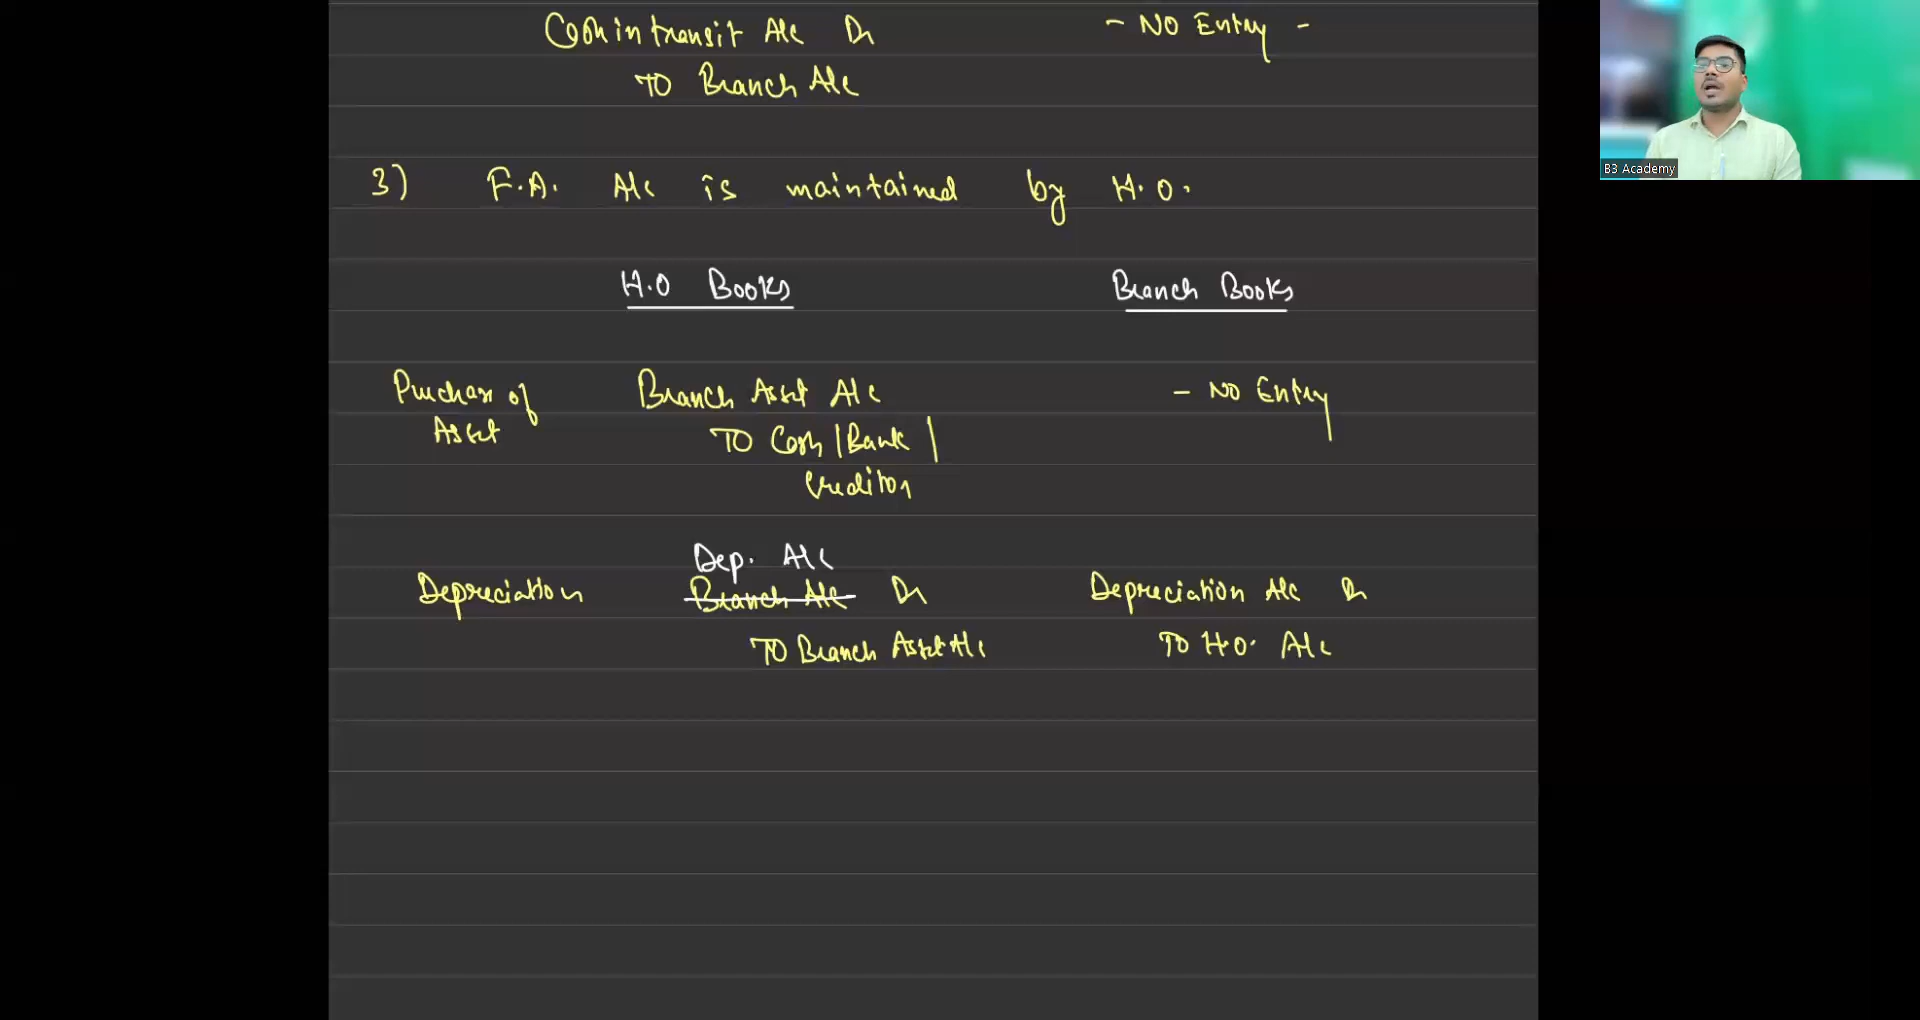 Cash in transit A/c Dr - NO Entry -
TO Branch A/c
3) F.A. A/c is maintained by H.O.
H.O Books Branch Books
Purchase of Branch Asset A/c - NO Entry
Asset TO Cash | Bank |
Creditors
Dep. A/c
Depreciation Branch A/c Dr Depreciation A/c Dr
TO Branch Asset A/c TO H.O. A/c
B3 Academy